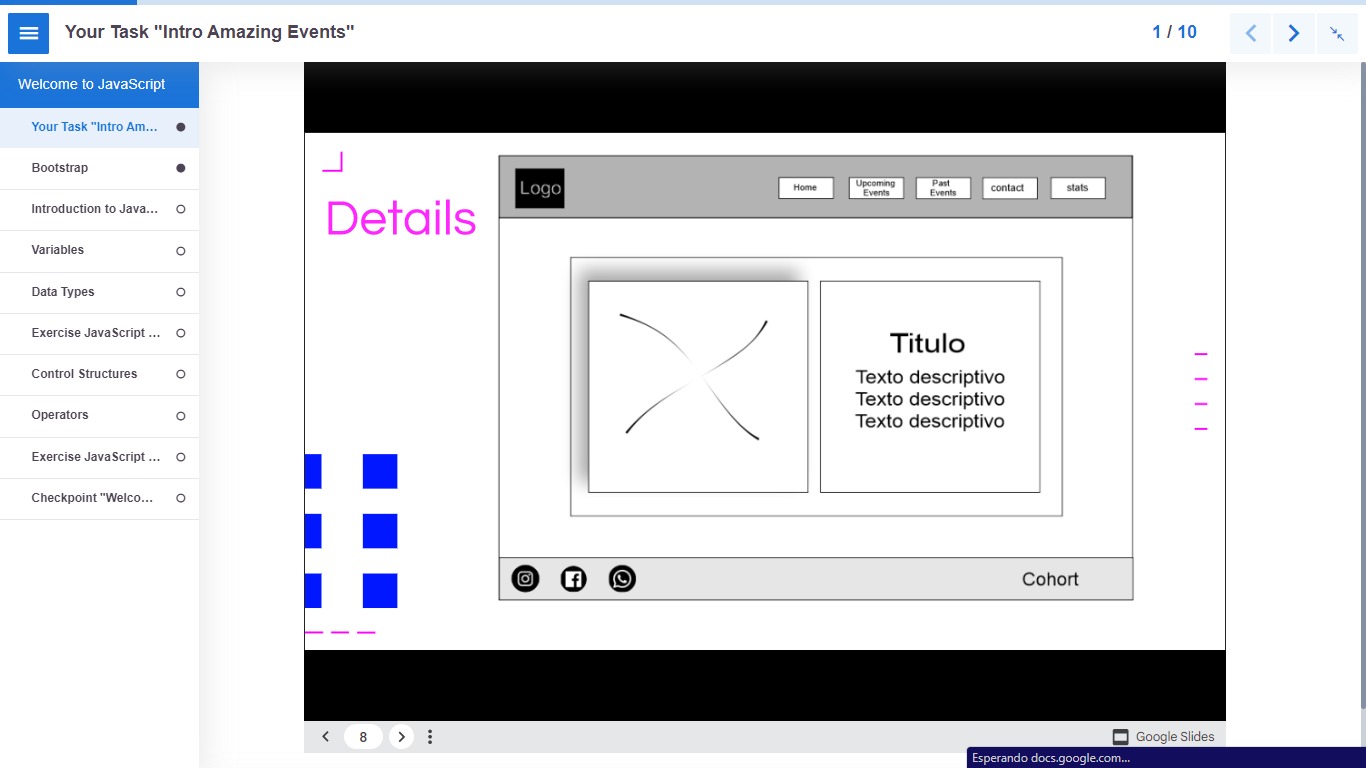 Your Task "Intro Amazing Events"
1 / 10
Welcome to JavaScript
Your Task "Intro Am...
Bootstrap
Introduction to Java...
Variables
Data Types
Exercise JavaScript ...
Control Structures
Operators
Exercise JavaScript ...
Checkpoint "Welco...
Details
Logo
Home
Upcoming
Events
Past
Events
contact
stats
Titulo
Texto descriptivo
Texto descriptivo
Texto descriptivo
Cohort
8
Google Slides
Esperando docs.google.com...